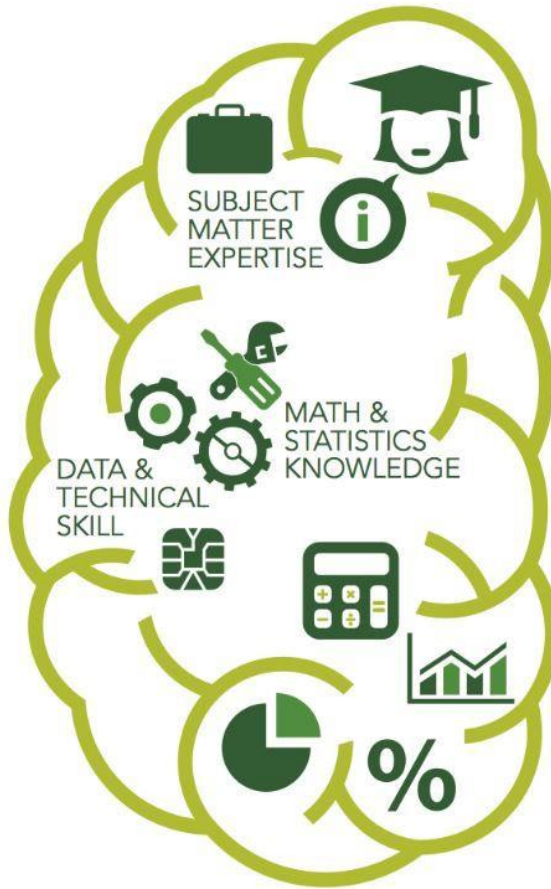 SUBJECT
MATTER
EXPERTISE
i
MATH &
STATISTICS
KNOWLEDGE
DATA &
TECHNICAL
SKILL
+ ×
− ÷ =
%